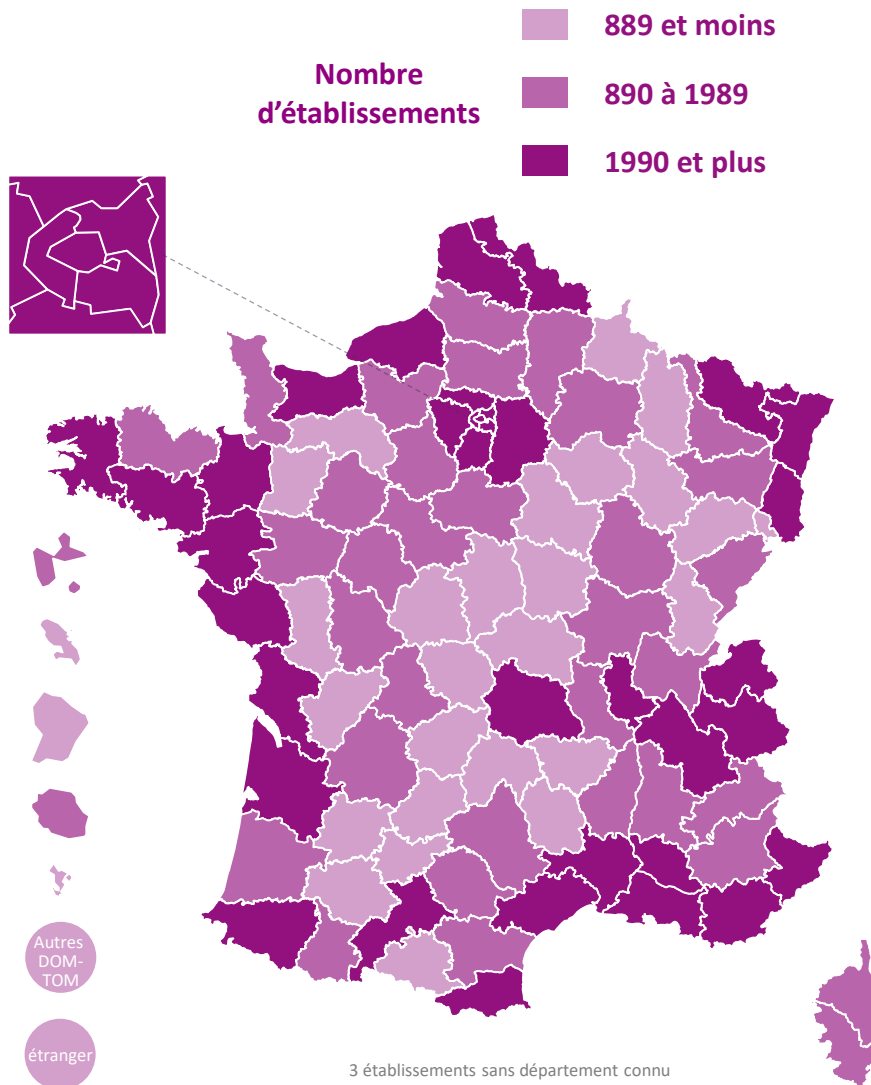 889 et moins
Nombre
d'établissements
890 à 1989
1990 et plus
Autres
DOM-
TOM
étranger
3 établissements sans département connu